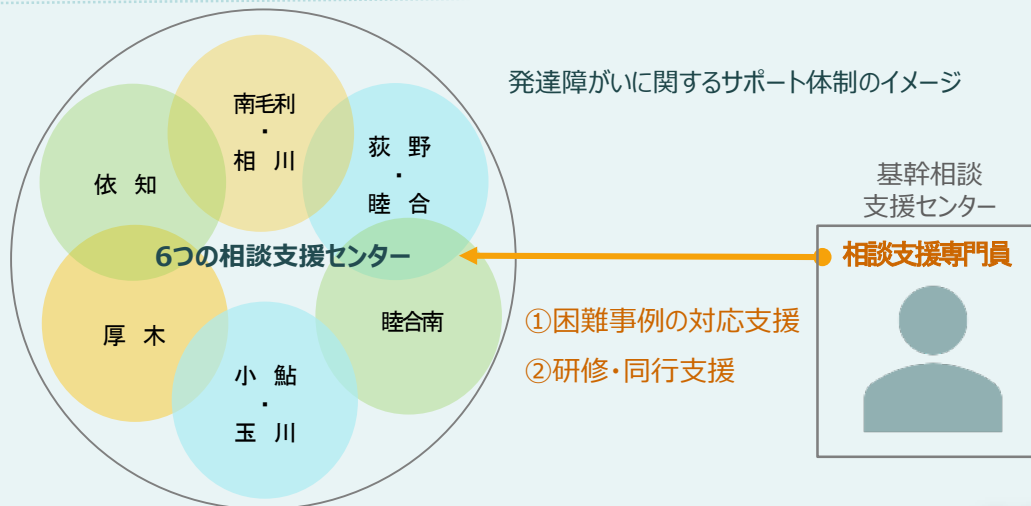 発達障がいに関するサポート体制のイメージ
南毛利
・
相 川
荻 野
・
睦 合
依 知
6つの相談支援センター
厚 木
睦合南
小 鮎
・
玉 川
基幹相談
支援センター
相談支援専門員
①困難事例の対応支援
②研修・同行支援